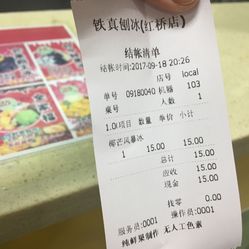 铁真刨冰(红桥店)
结帐清单
结帐时间:2017-09-18 20:26
店号 local
单号 09180040 机器 103
桌号 人数 1
1.0(项目 数量 单价 小计
椰芒风暴冰
1 15.00 15.00
总计 15.00
应收 15.00
现金 15.00
找零 0.00
服务员:0001 操作员:0001
纯鲜果制作 无人工色素